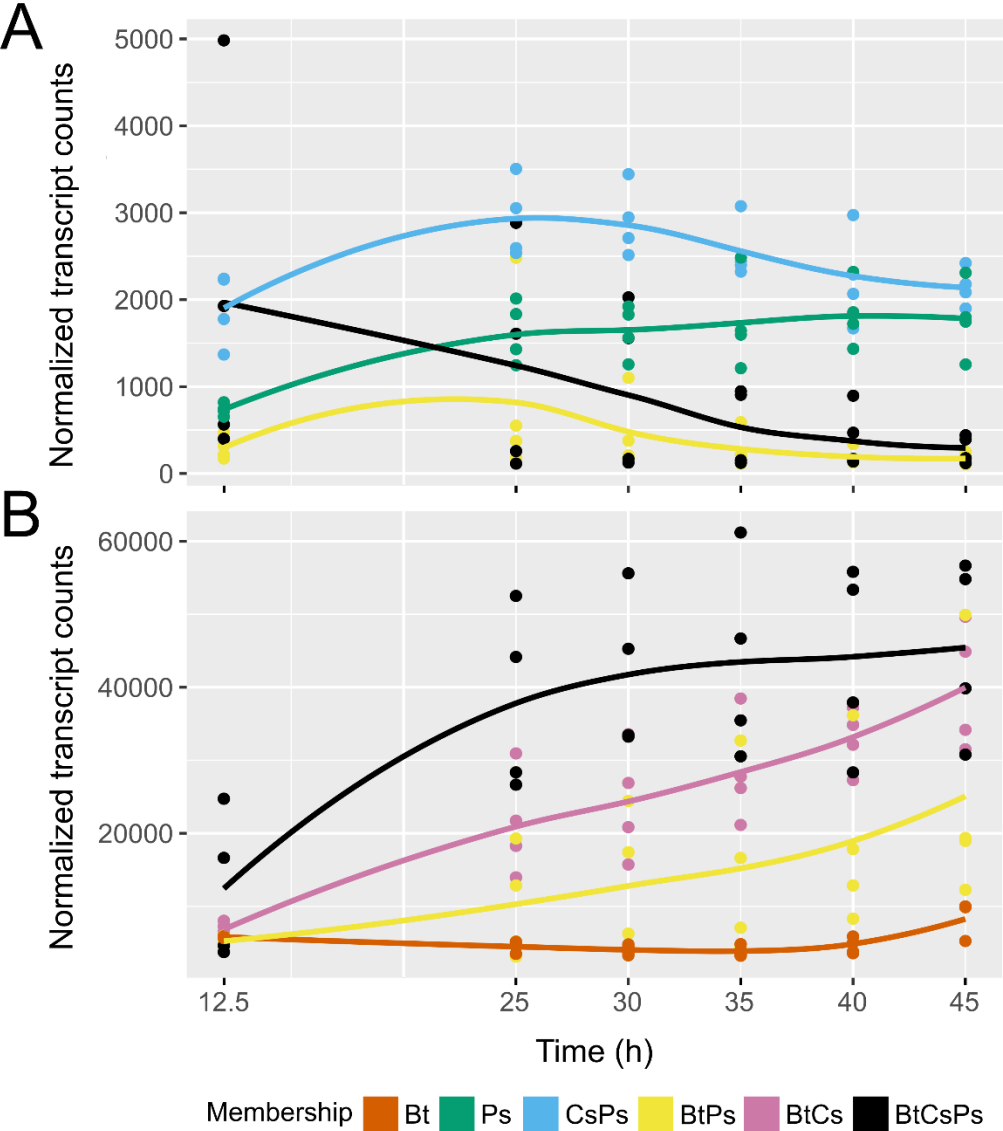 A
Normalized transcript counts
5000
4000
3000
2000
1000
0
B
Normalized transcript counts
60000
40000
20000
12.5 25 30 35 40 45
Time (h)
Membership Bt Ps CsPs BtPs BtCs BtCsPs